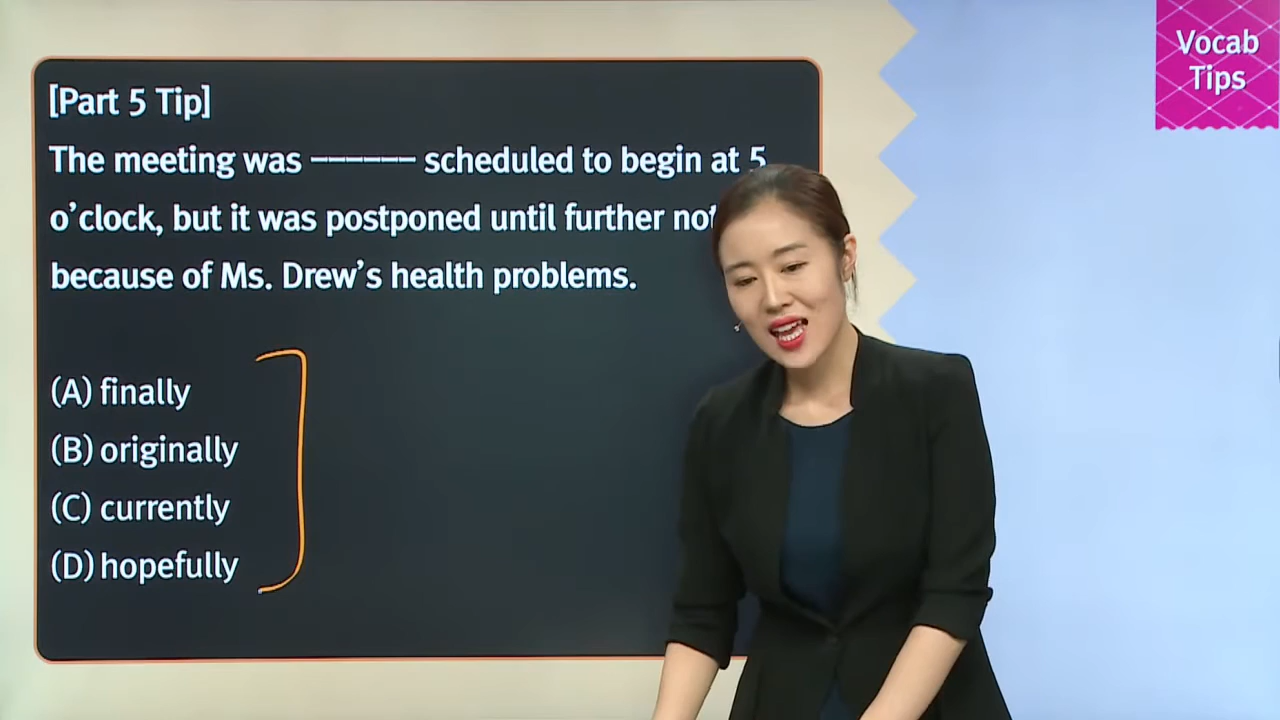 [Part 5 Tip]
The meeting was ------ scheduled to begin at 5
o'clock, but it was postponed until further
because of Ms. Drew's health problems.
(A) finally
(B) originally
(C) currently
(D) hopefully
Vocab
Tips